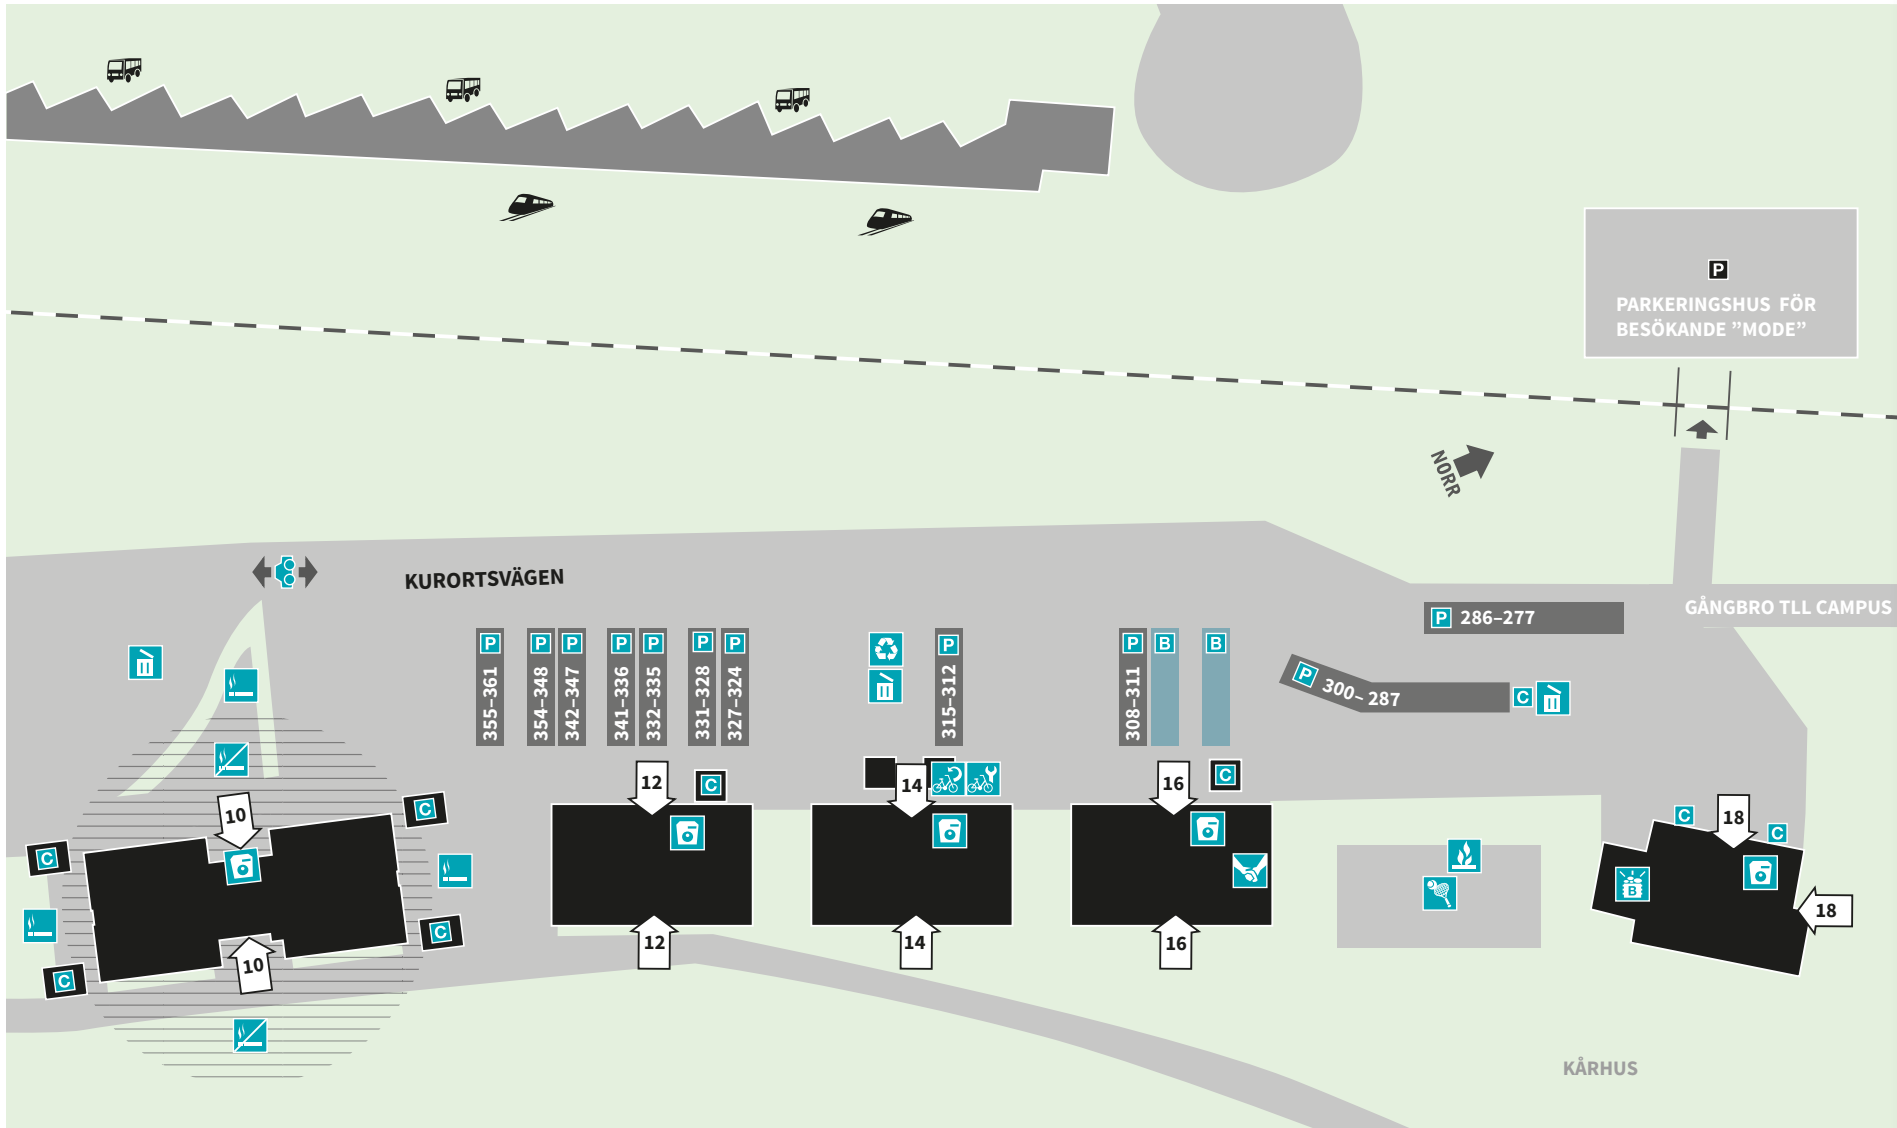 P
PARKERINGSHUS FÖR
BESÖKANDE ”MODE”
NORR
KURORTSVÄGEN
GÅNGBRO TLL CAMPUS
P 286–277
P 355–361
P 354–348
P 342–347
P 341–336
P 332–335
P 331–328
P 327–324
P 315–312
P 308–311
B
B
P 300–287
C
12
C
14
16
C
10
C
C
18
C
C
18
B
C
12
14
16
10
C
KÅRHUS